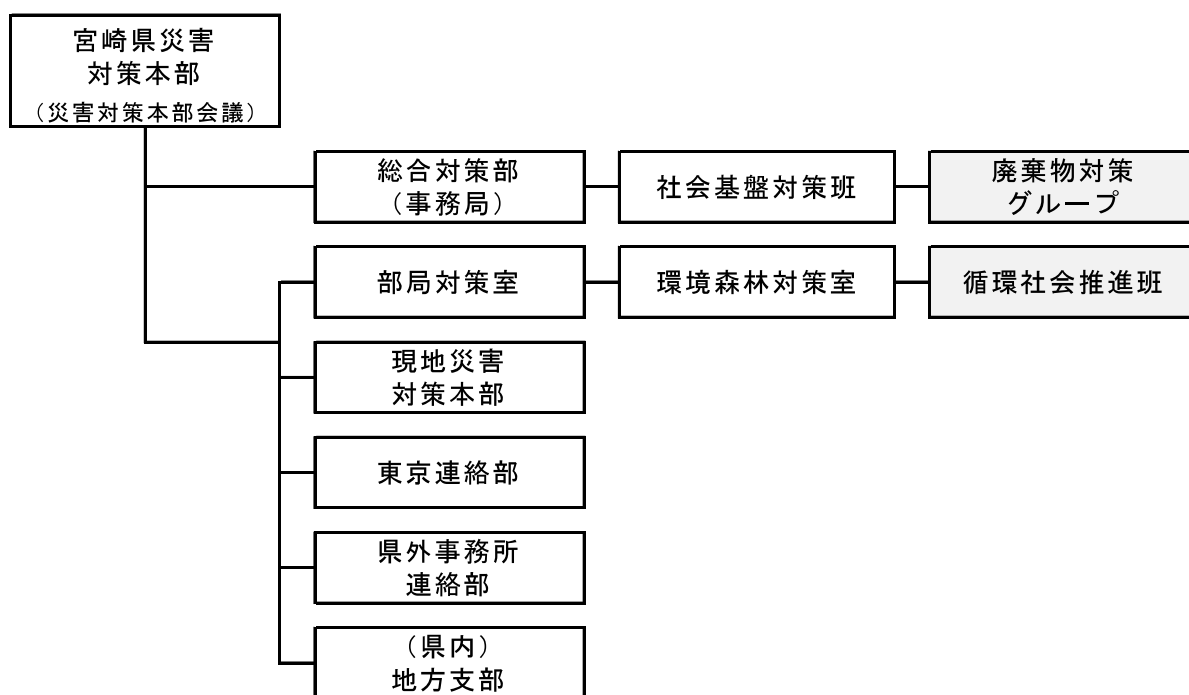 宮崎県災害
対策本部
（災害対策本部会議）
総合対策部
（事務局）
社会基盤対策班
廃棄物対策
グループ
部局対策室
環境森林対策室
循環社会推進班
現地災害
対策本部
東京連絡部
県外事務所
連絡部
（県内）
地方支部